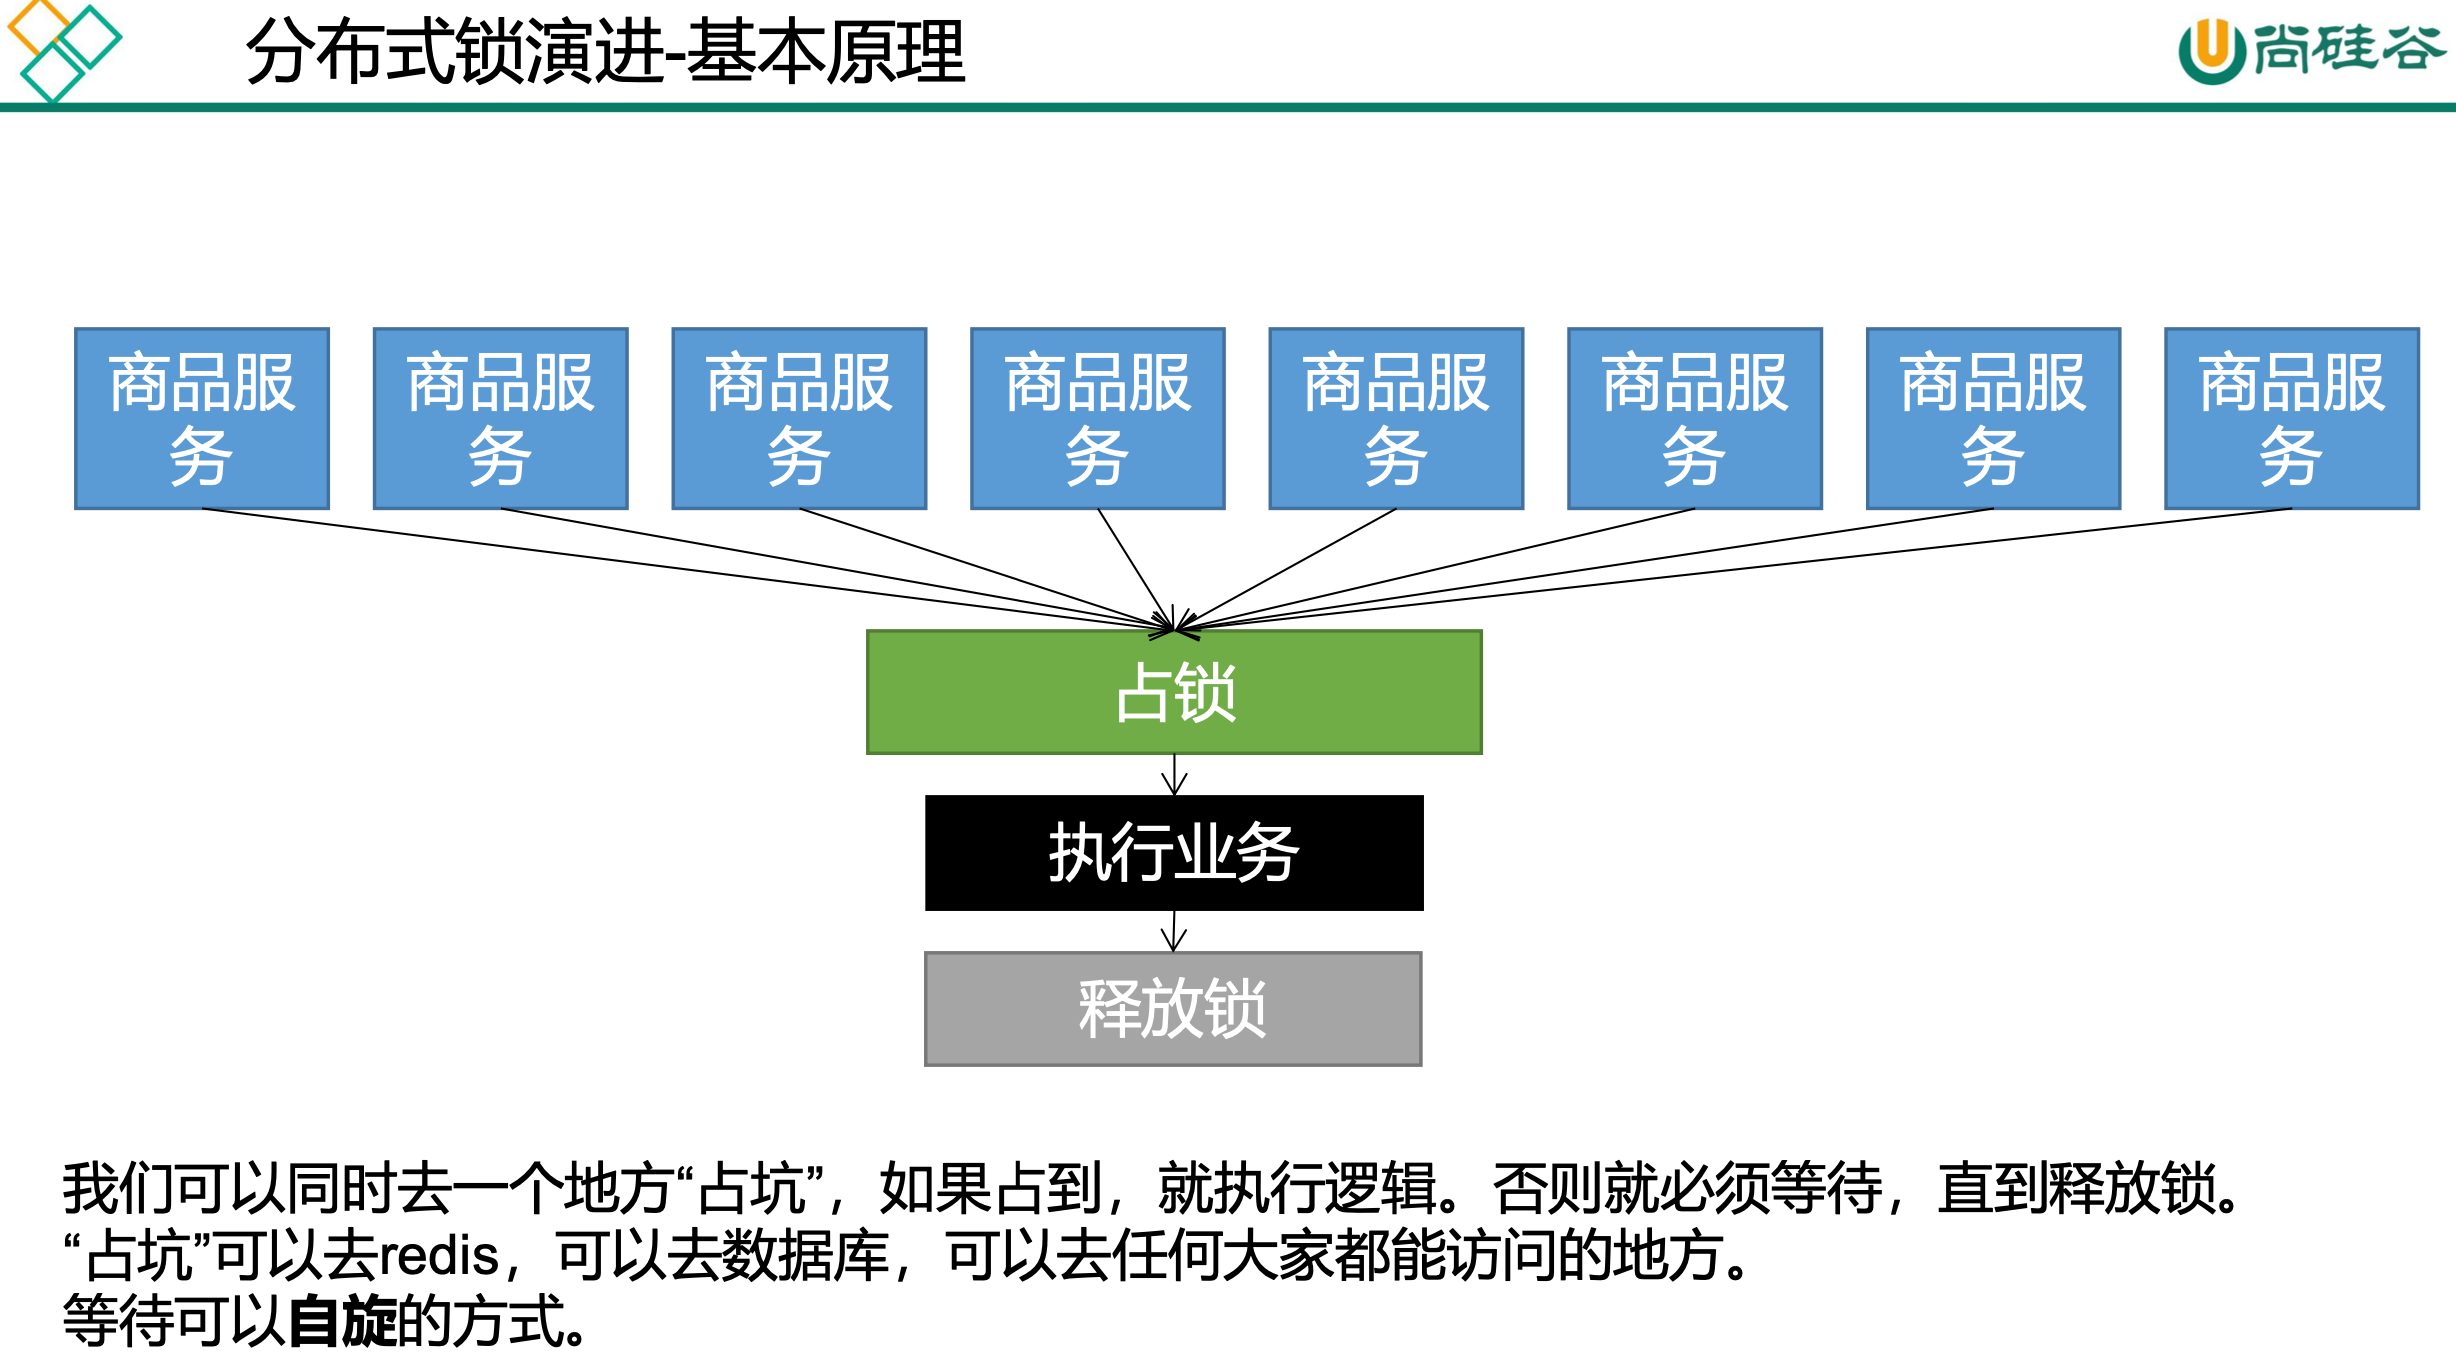 分布式锁演进-基本原理
尚硅谷
商品服
务
商品服
务
商品服
务
商品服
务
商品服
务
商品服
务
商品服
务
商品服
务
占锁
执行业务
释放锁
我们可以同时去一个地方“占坑”，如果占到，就执行逻辑。否则就必须等待，直到释放锁。
“占坑”可以去redis，可以去数据库，可以去任何大家都能访问的地方。
等待可以自旋的方式。